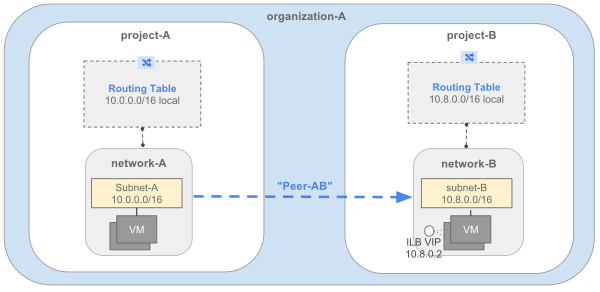 organization-A
project-A
Routing Table
10.0.0.0/16 local
network-A
Subnet-A
10.0.0.0/16
VM
"Peer-AB"
project-B
Routing Table
10.8.0.0/16 local
network-B
subnet-B
10.8.0.0/16
VM
ILB VIP
10.8.0.2